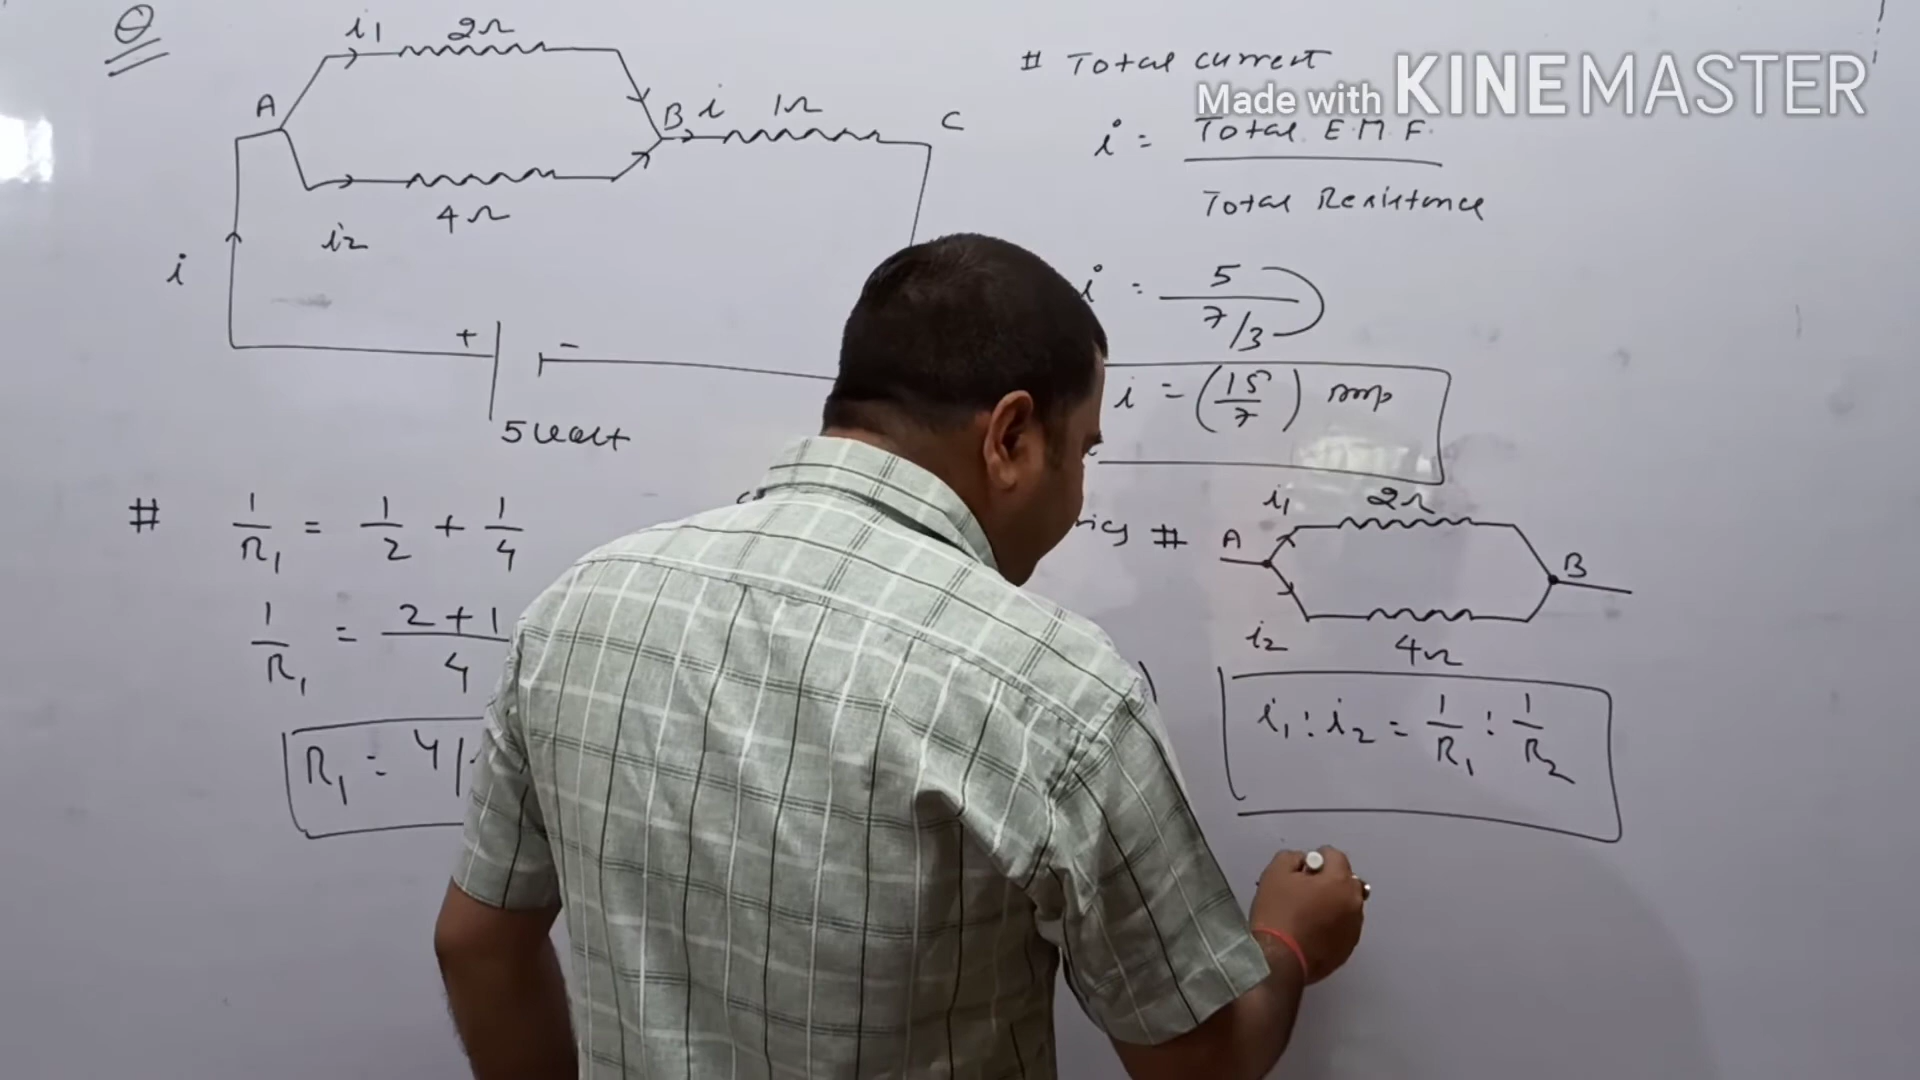 Q
i1 2Ω
A
B i 1Ω C
4Ω
i2
i
+ -
5 volt
# 1/R1 = 1/2 + 1/4
1/R1 = 2+1/4
R1 = 4/
# Total current
Made with KINEMASTER
i = Total E.M.F. / Total Resistance
i = 5 / 7/3
i = (15/7) amp
#
i1 2Ω
A B
i2 4Ω
i1 : i2 = 1/R1 : 1/R2